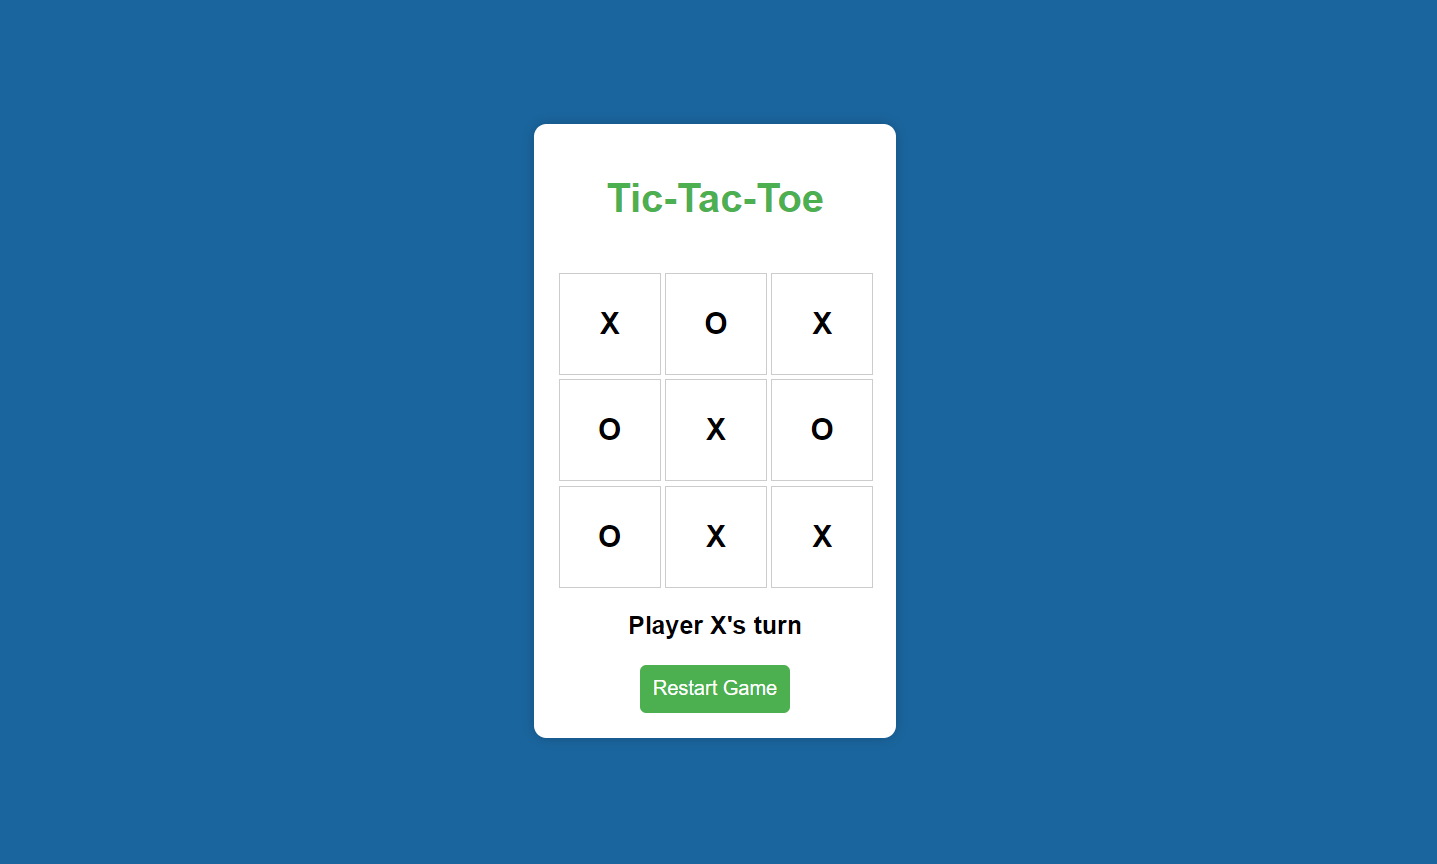 Tic-Tac-Toe
X O X
O X O
O X X
Player X's turn
Restart Game